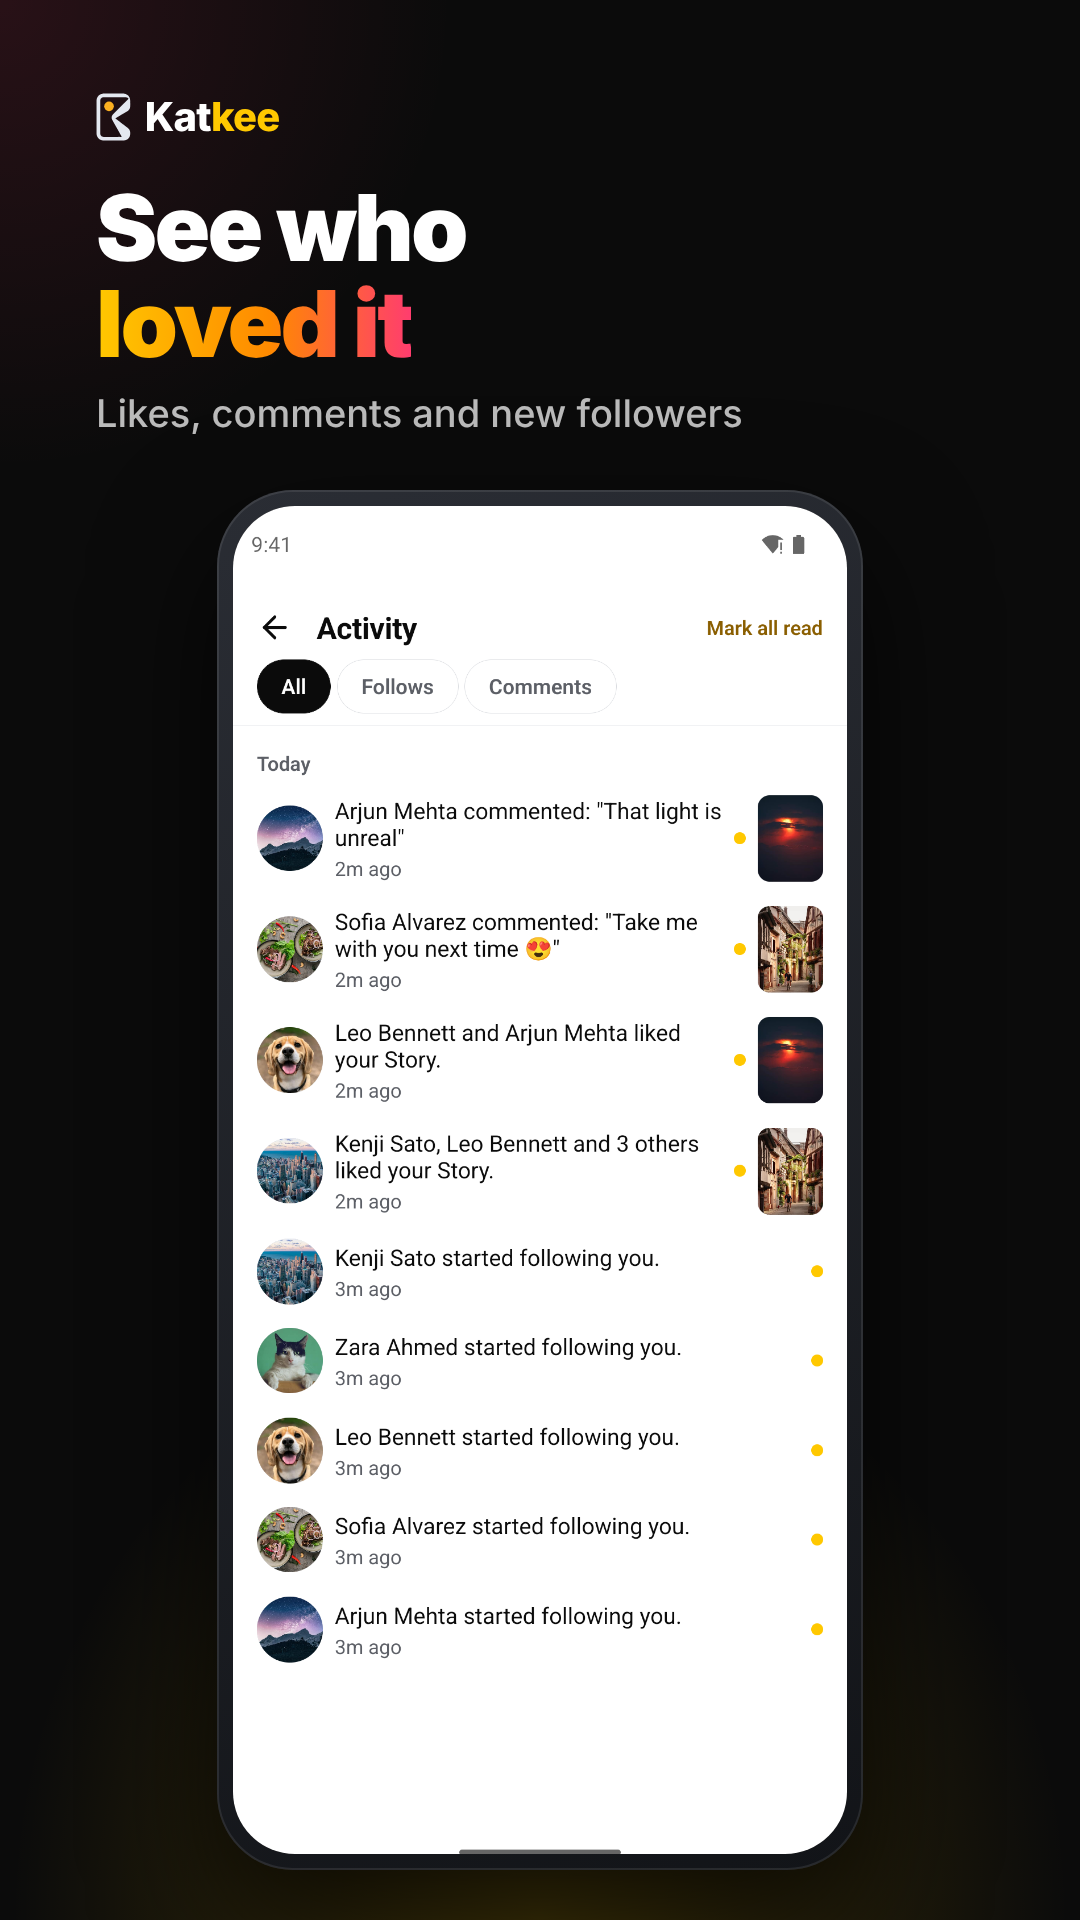 Katkee
See who
loved it
Likes, comments and new followers
9:41
Activity
Mark all read
All
Follows
Comments
Today
Arjun Mehta commented: "That light is
unreal"
2m ago
Sofia Alvarez commented: "Take me
with you next time 😍"
2m ago
Leo Bennett and Arjun Mehta liked
your Story.
2m ago
Kenji Sato, Leo Bennett and 3 others
liked your Story.
2m ago
Kenji Sato started following you.
3m ago
Zara Ahmed started following you.
3m ago
Leo Bennett started following you.
3m ago
Sofia Alvarez started following you.
3m ago
Arjun Mehta started following you.
3m ago